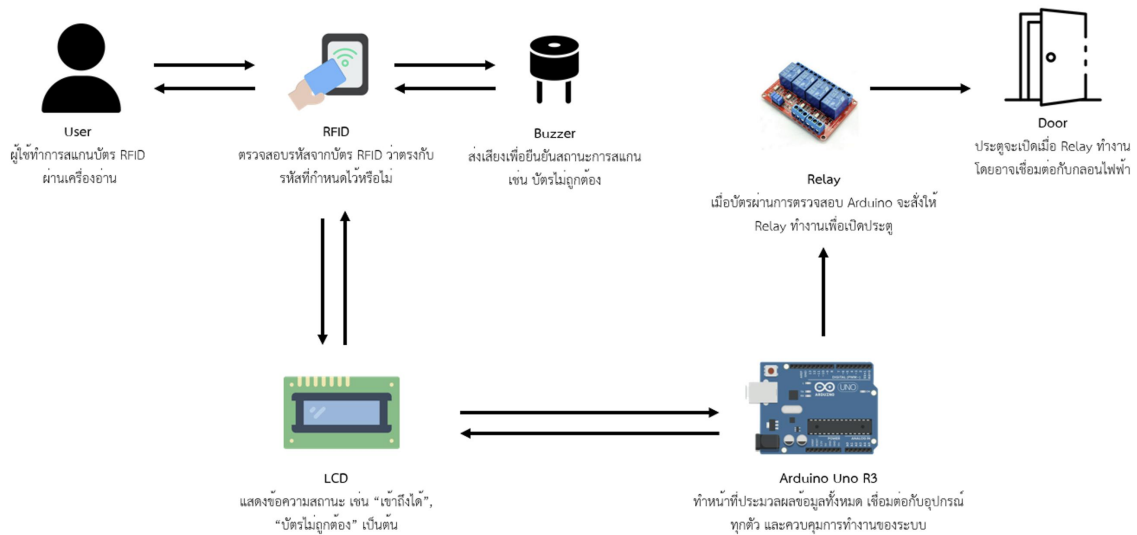 User
ผู้ใช้ทำการสแกนบัตร RFID
ผ่านเครื่องอ่าน
RFID
ตรวจสอบรหัสจากบัตร RFID ว่าตรงกับ
รหัสที่กำหนดไว้หรือไม่
Buzzer
ส่งเสียงเพื่อยืนยันสถานะการสแกน
เช่น บัตรไม่ถูกต้อง
Relay
เมื่อบัตรผ่านการตรวจสอบ Arduino จะสั่งให้
Relay ทำงานเพื่อเปิดประตู
Door
ประตูจะเปิดเมื่อ Relay ทำงาน
โดยอาจเชื่อมต่อกับกลอนไฟฟ้า
LCD
แสดงข้อความสถานะ เช่น “เข้าถึงได้”,
“บัตรไม่ถูกต้อง” เป็นต้น
UNO
ARDUINO
Arduino Uno R3
ทำหน้าที่ประมวลผลข้อมูลทั้งหมด เชื่อมต่อกับอุปกรณ์
ทุกตัว และควบคุมการทำงานของระบบ